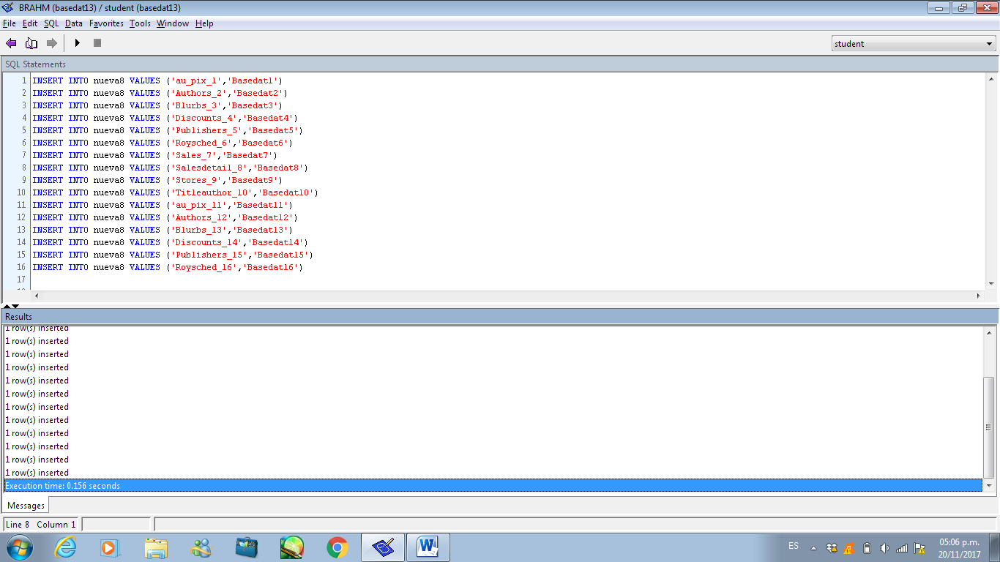 BRAHM (basedat13) / student (basedat13)
File Edit SQL Data Favorites Tools Window Help
student
SQL Statements
1 INSERT INTO nueva8 VALUES ('au_pix_1','Basedat1')
2 INSERT INTO nueva8 VALUES ('Authors_2','Basedat2')
3 INSERT INTO nueva8 VALUES ('Blurbs_3','Basedat3')
4 INSERT INTO nueva8 VALUES ('Discounts_4','Basedat4')
5 INSERT INTO nueva8 VALUES ('Publishers_5','Basedat5')
6 INSERT INTO nueva8 VALUES ('Roysched_6','Basedat6')
7 INSERT INTO nueva8 VALUES ('Sales_7','Basedat7')
8 INSERT INTO nueva8 VALUES ('Salesdetail_8','Basedat8')
9 INSERT INTO nueva8 VALUES ('Stores_9','Basedat9')
10 INSERT INTO nueva8 VALUES ('Titleauthor_10','Basedat10')
11 INSERT INTO nueva8 VALUES ('au_pix_11','Basedat11')
12 INSERT INTO nueva8 VALUES ('Authors_12','Basedat12')
13 INSERT INTO nueva8 VALUES ('Blurbs_13','Basedat13')
14 INSERT INTO nueva8 VALUES ('Discounts_14','Basedat14')
15 INSERT INTO nueva8 VALUES ('Publishers_15','Basedat15')
16 INSERT INTO nueva8 VALUES ('Roysched_16','Basedat16')
17
Results
1 row(s) inserted
1 row(s) inserted
1 row(s) inserted
1 row(s) inserted
1 row(s) inserted
1 row(s) inserted
1 row(s) inserted
1 row(s) inserted
1 row(s) inserted
1 row(s) inserted
1 row(s) inserted
1 row(s) inserted
Execution time: 0.156 seconds
Messages
Line 8 Column 1
ES
05:06 p.m.
20/11/2017